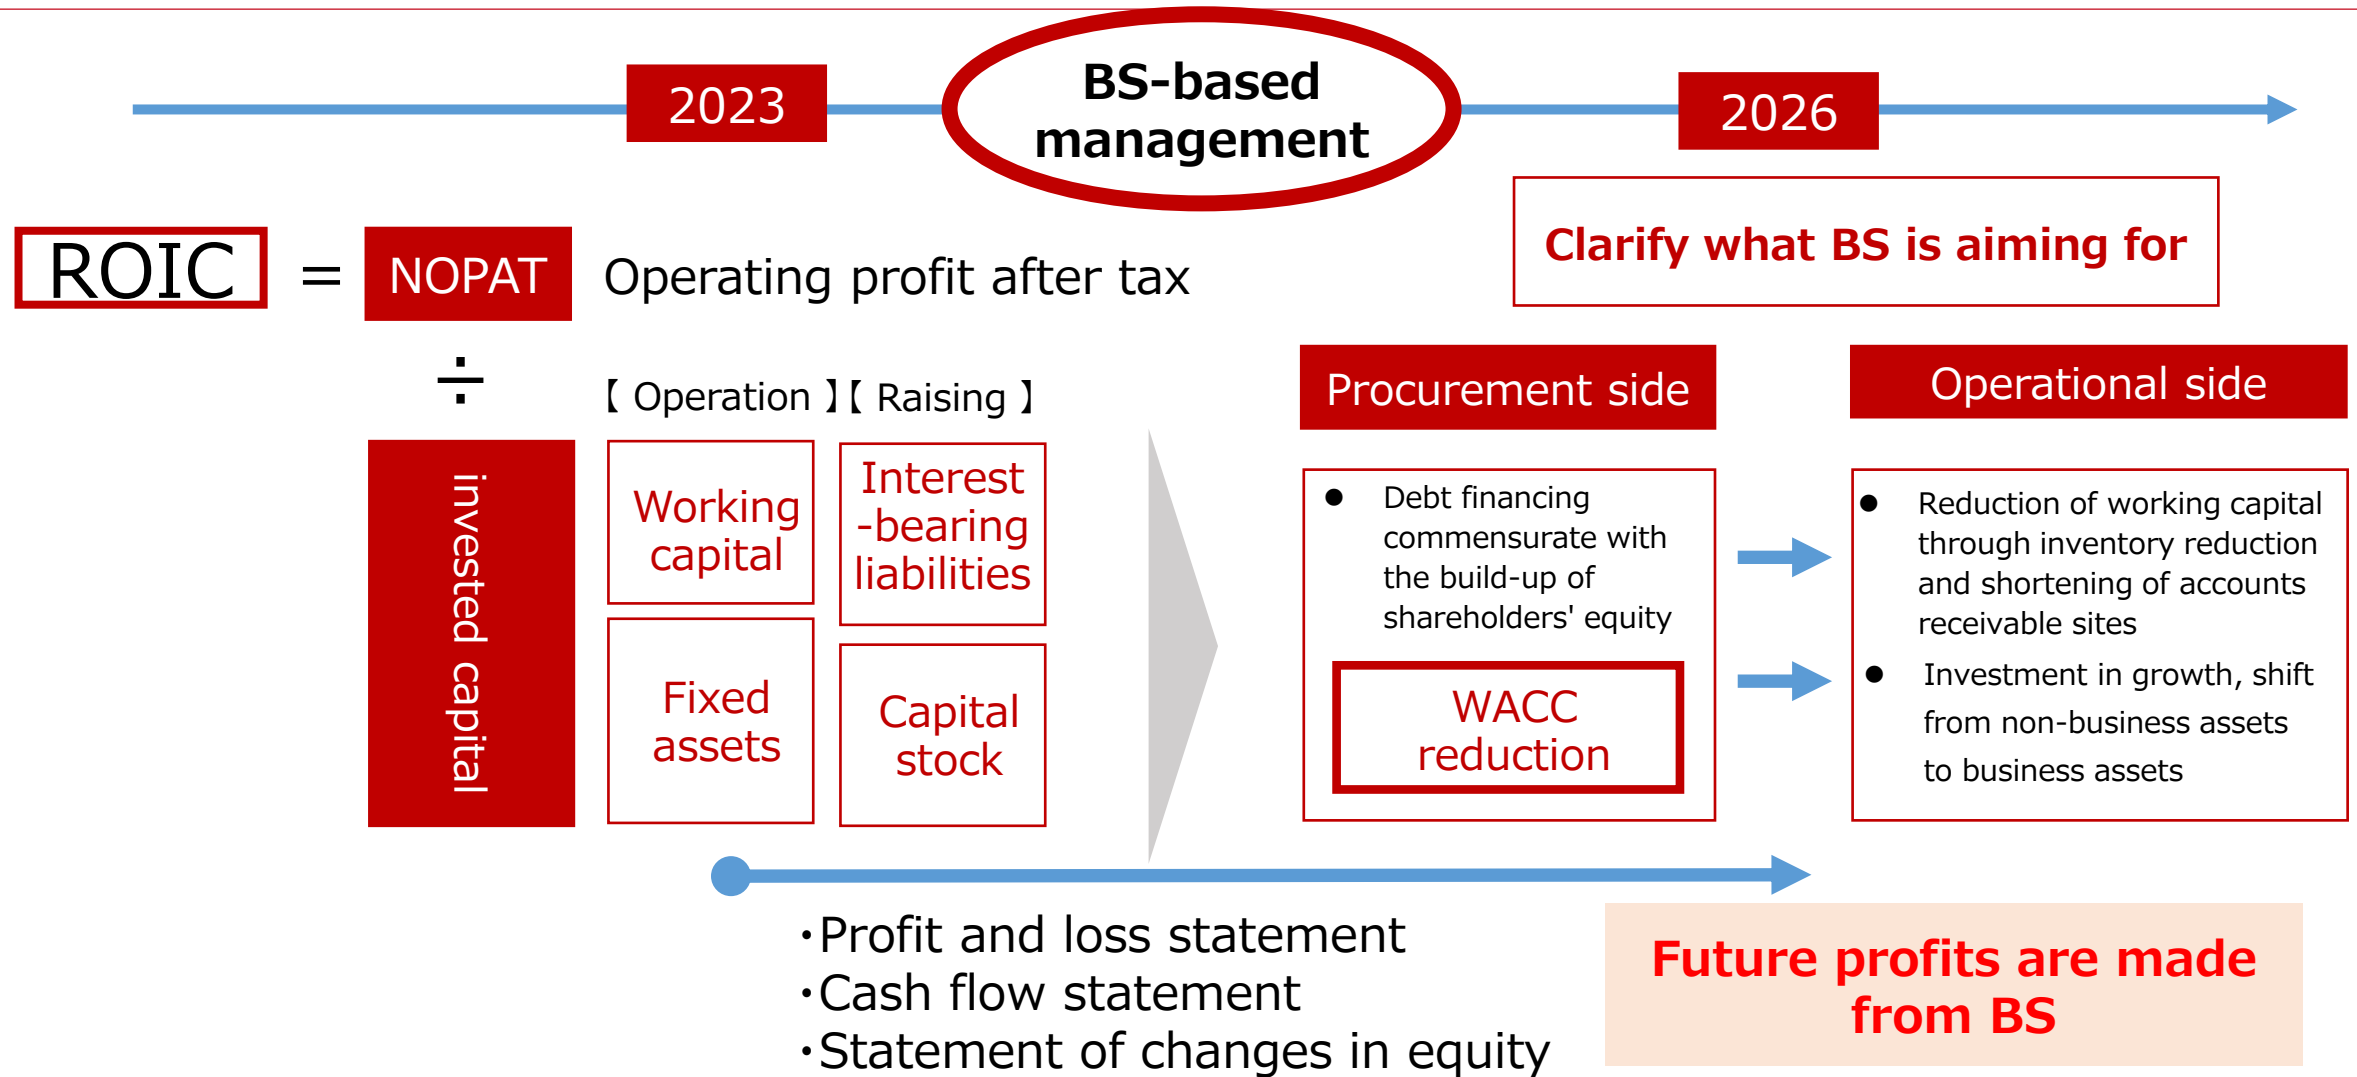 2023
BS-based
management
2026
ROIC
=
NOPAT
Operating profit after tax
Clarify what BS is aiming for
÷
【 Operation 】【 Raising 】
invested capital
Working
capital
Interest
-bearing
liabilities
Fixed
assets
Capital
stock
Procurement side
● Debt financing
commensurate with
the build-up of
shareholders' equity
WACC
reduction
Operational side
● Reduction of working capital
through inventory reduction
and shortening of accounts
receivable sites
● Investment in growth, shift
from non-business assets
to business assets
・Profit and loss statement
・Cash flow statement
・Statement of changes in equity
Future profits are made
from BS